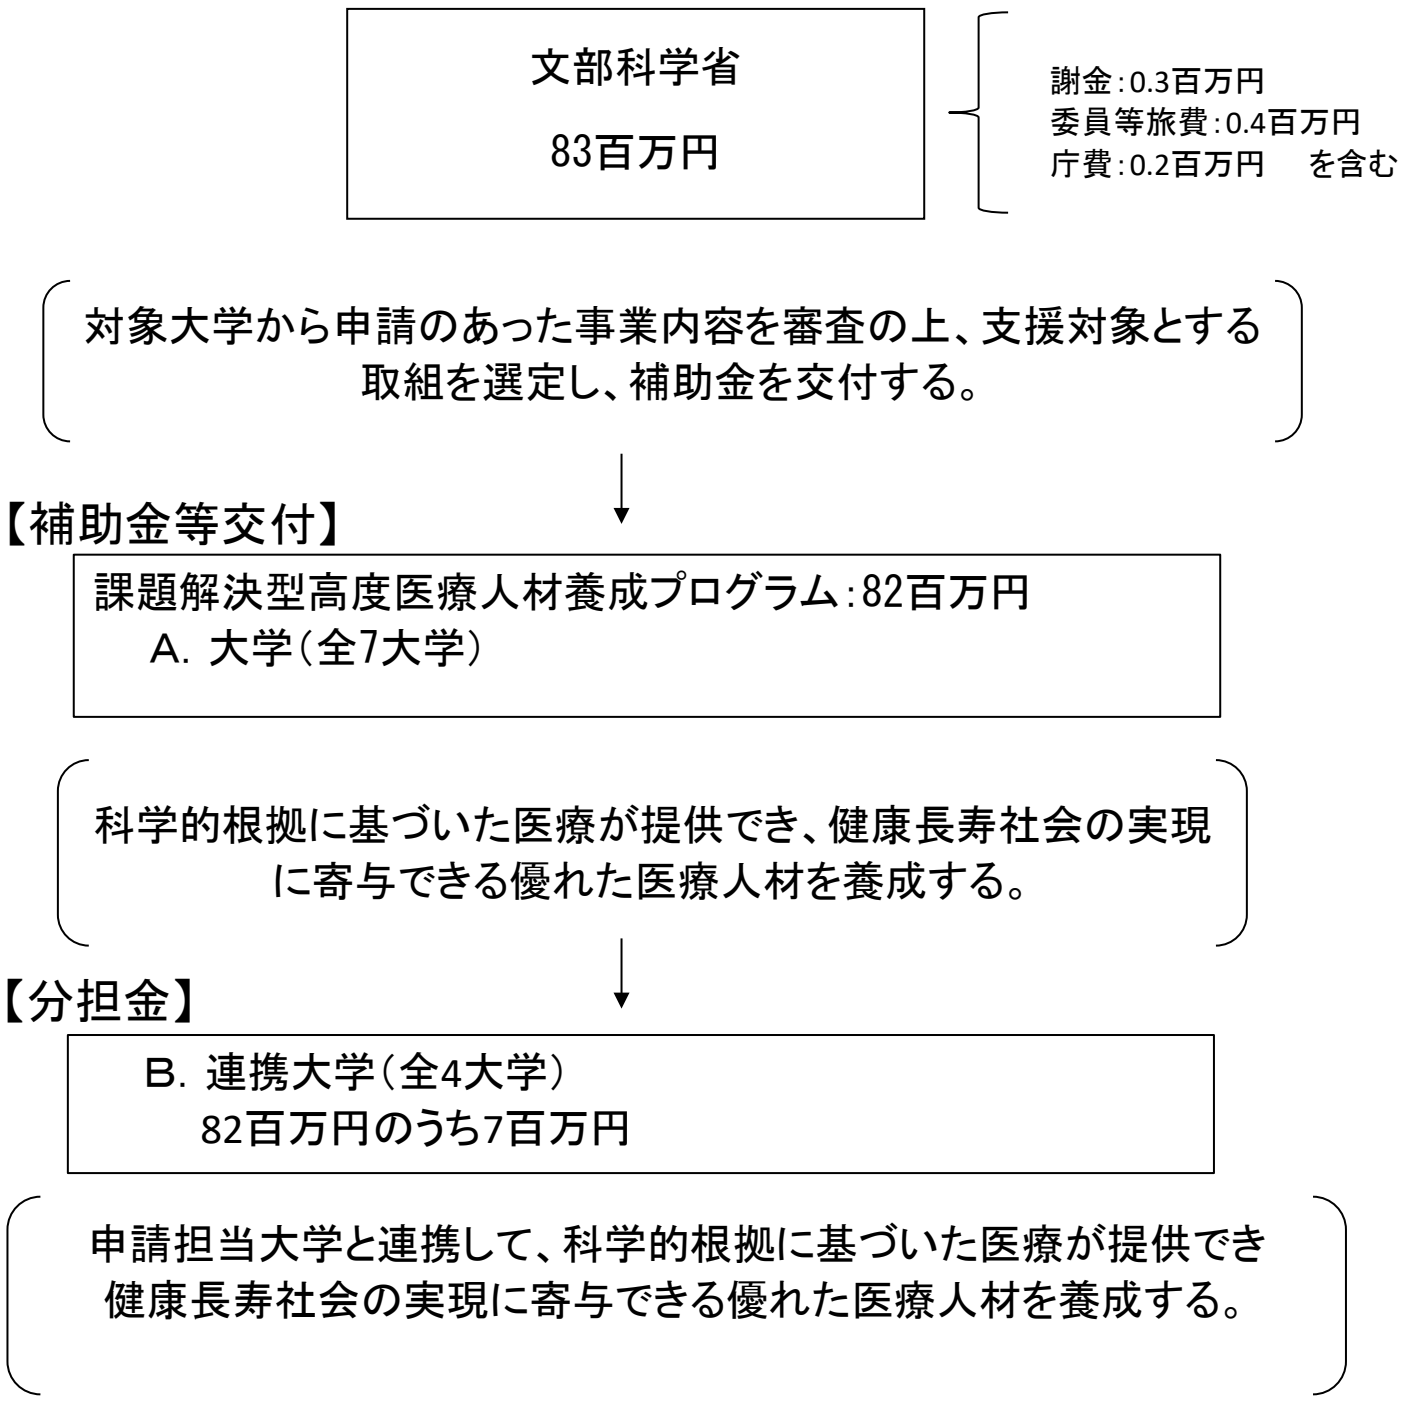 文部科学省
83百万円
謝金：0.3百万円
委員等旅費：0.4百万円
庁費：0.2百万円　を含む
対象大学から申請のあった事業内容を審査の上、支援対象とする
取組を選定し、補助金を交付する。
【補助金等交付】
課題解決型高度医療人材養成プログラム：82百万円
A．大学（全7大学）
科学的根拠に基づいた医療が提供でき、健康長寿社会の実現
に寄与できる優れた医療人材を養成する。
【分担金】
B．連携大学（全4大学）
82百万円のうち7百万円
申請担当大学と連携して、科学的根拠に基づいた医療が提供でき
健康長寿社会の実現に寄与できる優れた医療人材を養成する。